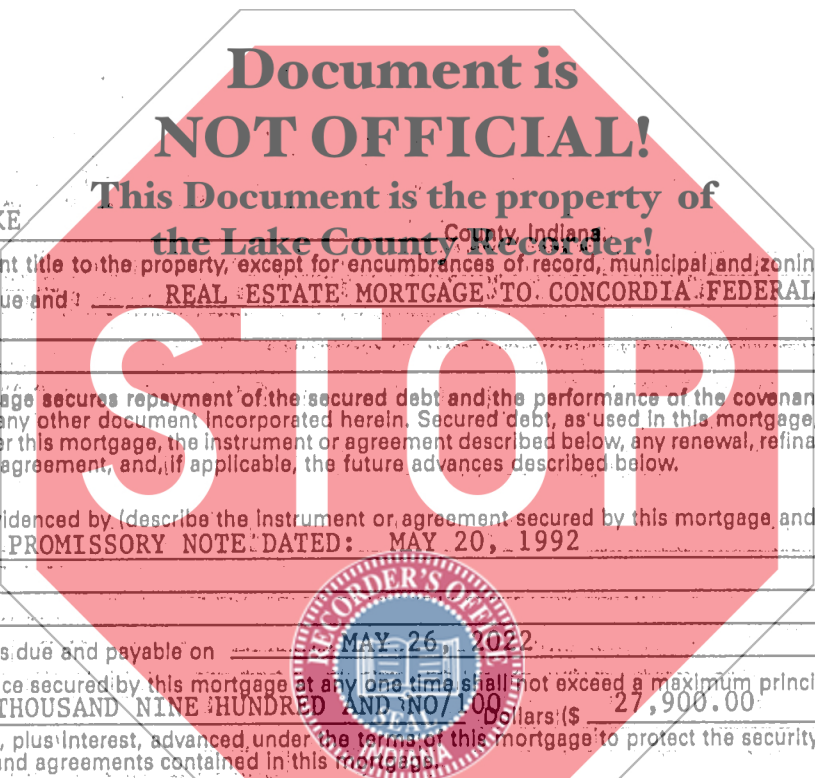 Document is
NOT OFFICIAL!
This Document is the property of
the Lake County Recorder!
KE
County, Indiana
nt title to the property, except for encumbrances of record, municipal and zonin
ue and REAL ESTATE MORTGAGE TO CONCORDIA FEDERAL
STOP
age secures repayment of the secured debt and the performance of the covenan
any other document incorporated herein. Secured debt, as used in this mortgage,
er this mortgage, the instrument or agreement described below, any renewal, refina
agreement, and, if applicable, the future advances described below.
videnced by (describe the instrument or agreement secured by this mortgage and
PROMISSORY NOTE DATED: MAY 20, 1992
RECORDER'S OFFICE
s due and payable on MAY 26, 2022
ce secured by this mortgage at any one time shall not exceed a maximum princi
THOUSAND NINE HUNDRED AND NO/ 00 Dollars ($ 27,900.00
SEAL
, plus interest, advanced under the terms of this mortgage to protect the security
INDIANA
and agreements contained in this mortgage.